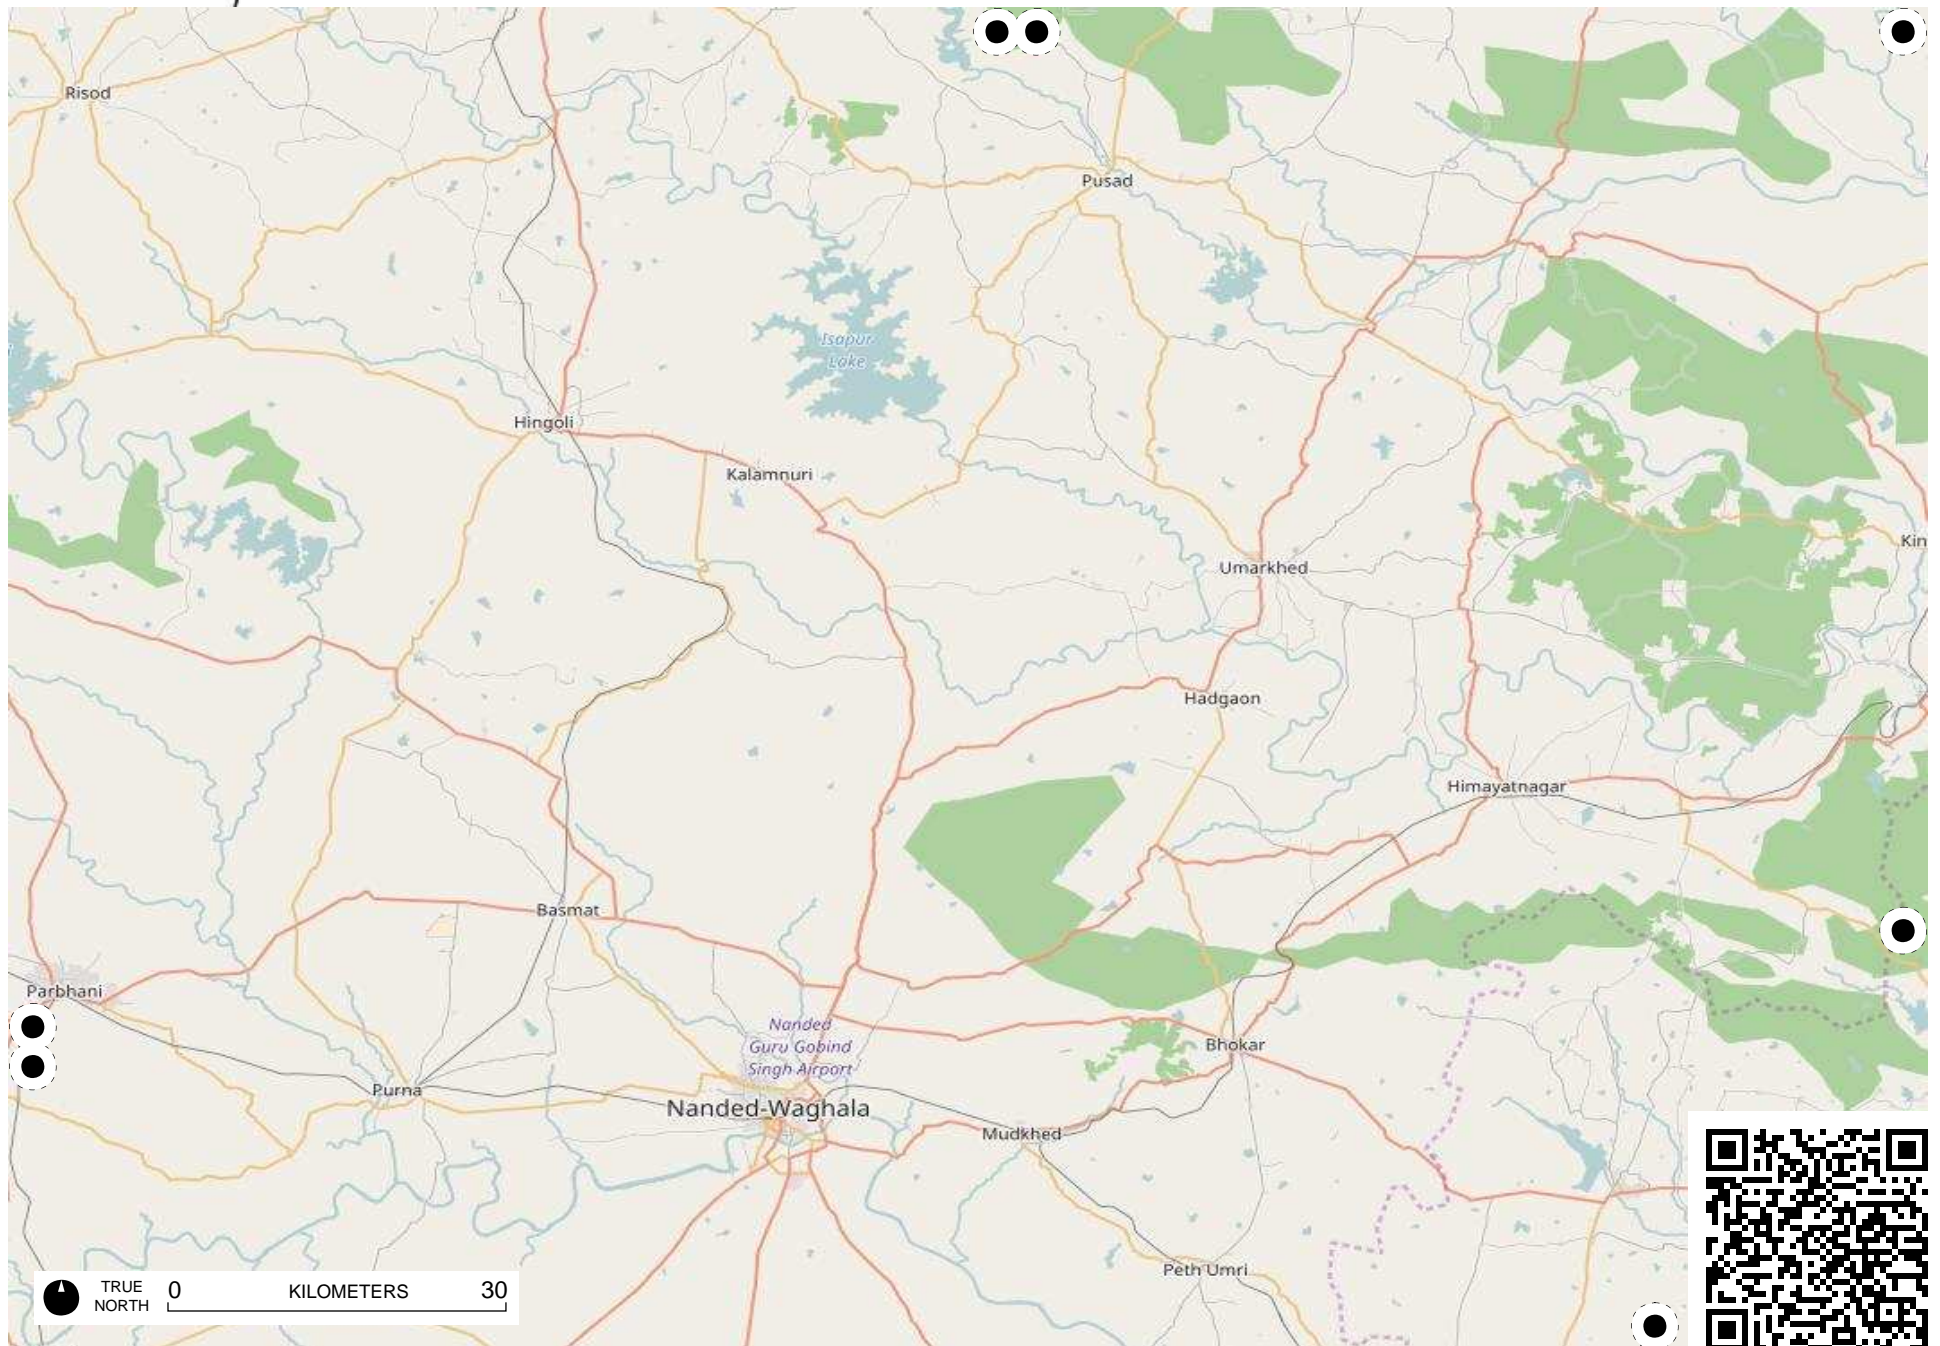 Risod
Pusad
Isapur
Lake
Hingoli
Kalamnuri
Kin
Umarkhed
Hadgaon
Himayatnagar
Basmat
Parbhani
Nanded
Guru Gobind
Singh Airport
Bhokar
Purna
Nanded-Waghala
Mudkhed
Peth Umri
TRUE
NORTH
0 KILOMETERS 30